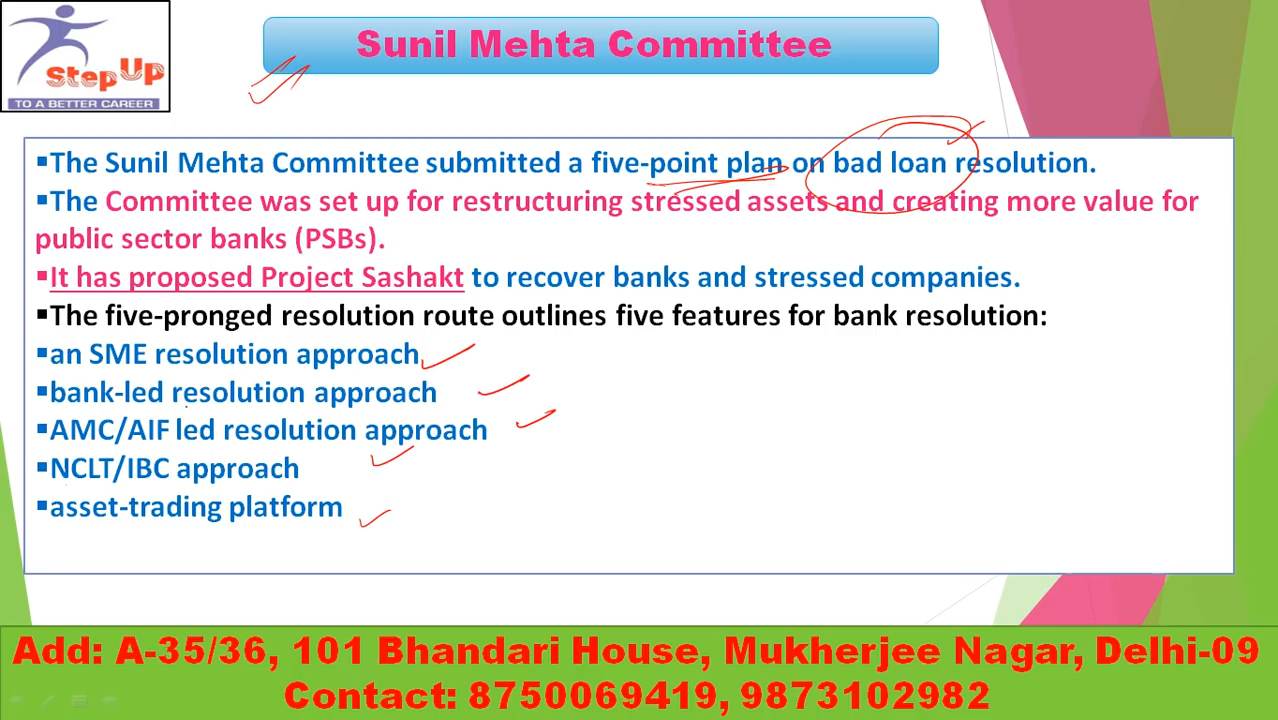 StepUp
TO A BETTER CAREER
Sunil Mehta Committee
▪The Sunil Mehta Committee submitted a five-point plan on bad loan resolution.
▪The Committee was set up for restructuring stressed assets and creating more value for
public sector banks (PSBs).
▪It has proposed Project Sashakt to recover banks and stressed companies.
▪The five-pronged resolution route outlines five features for bank resolution:
▪an SME resolution approach
▪bank-led resolution approach
▪AMC/AIF led resolution approach
▪NCLT/IBC approach
▪asset-trading platform
Add: A-35/36, 101 Bhandari House, Mukherjee Nagar, Delhi-09
Contact: 8750069419, 9873102982